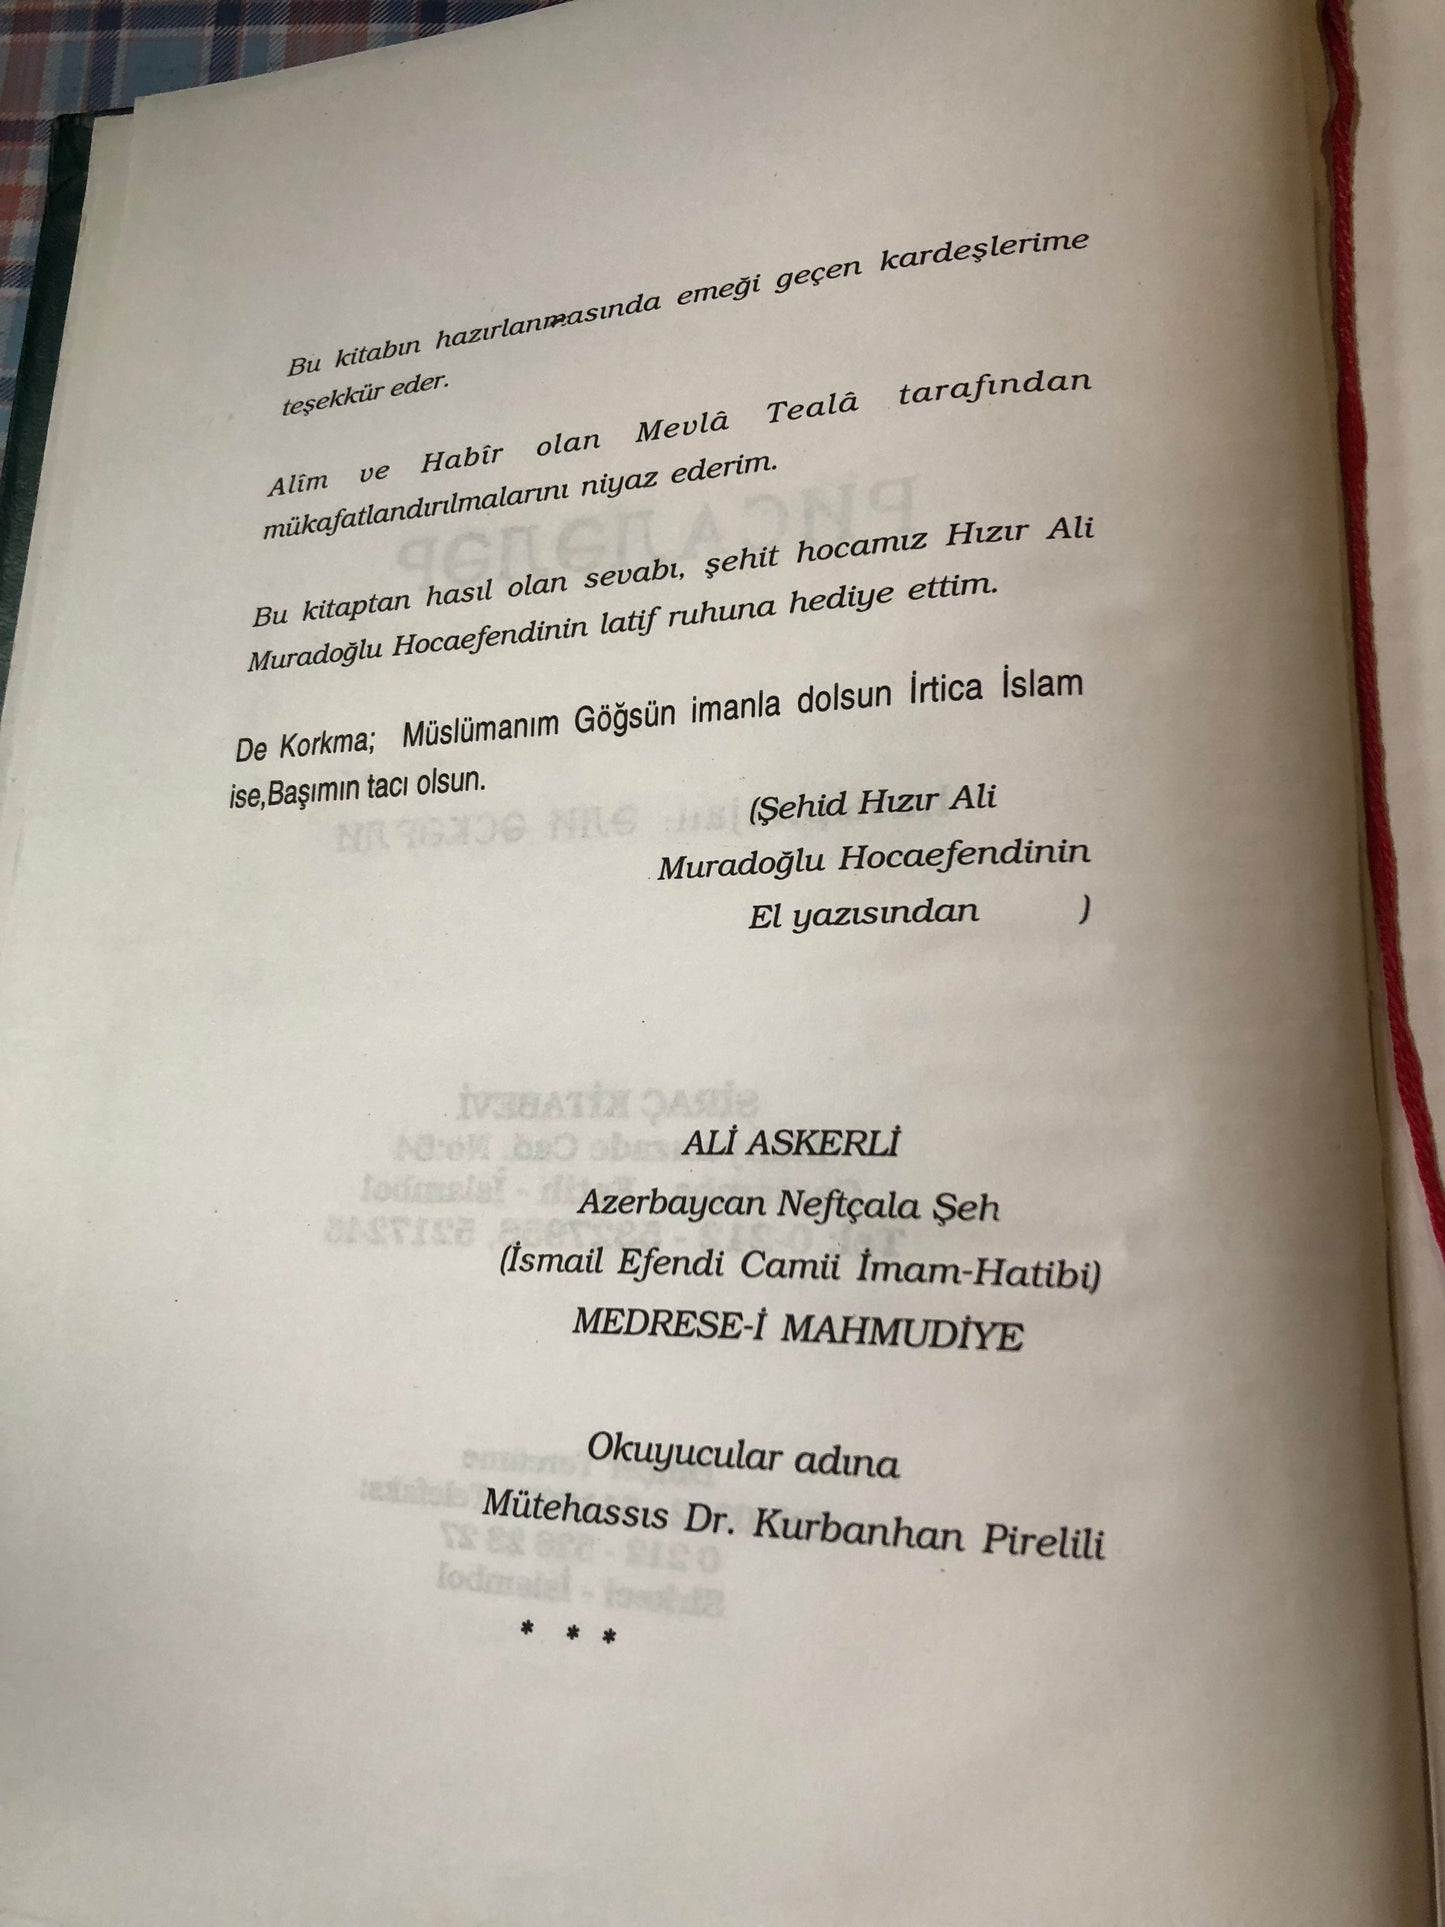 Bu kitabın hazırlanmasında emeği geçen kardeşlerime
teşekkür eder.
Alîm ve Habîr olan Mevlâ Tealâ tarafından
mükafatlandırılmalarını niyaz ederim.
Bu kitaptan hasıl olan sevabı, şehit hocamız Hızır Ali
Muradoğlu Hocaefendinin latif ruhuna hediye ettim.
De Korkma; Müslümanım Göğsün imanla dolsun İrtica İslam
ise,Başımın tacı olsun.
(Şehid Hızır Ali
Muradoğlu Hocaefendinin
El yazısından )
ALİ ASKERLİ
Azerbaycan Neftçala Şeh
(İsmail Efendi Camii İmam-Hatibi)
MEDRESE-İ MAHMUDİYE
Okuyucular adına
Mütehassıs Dr. Kurbanhan Pirelili
* * *